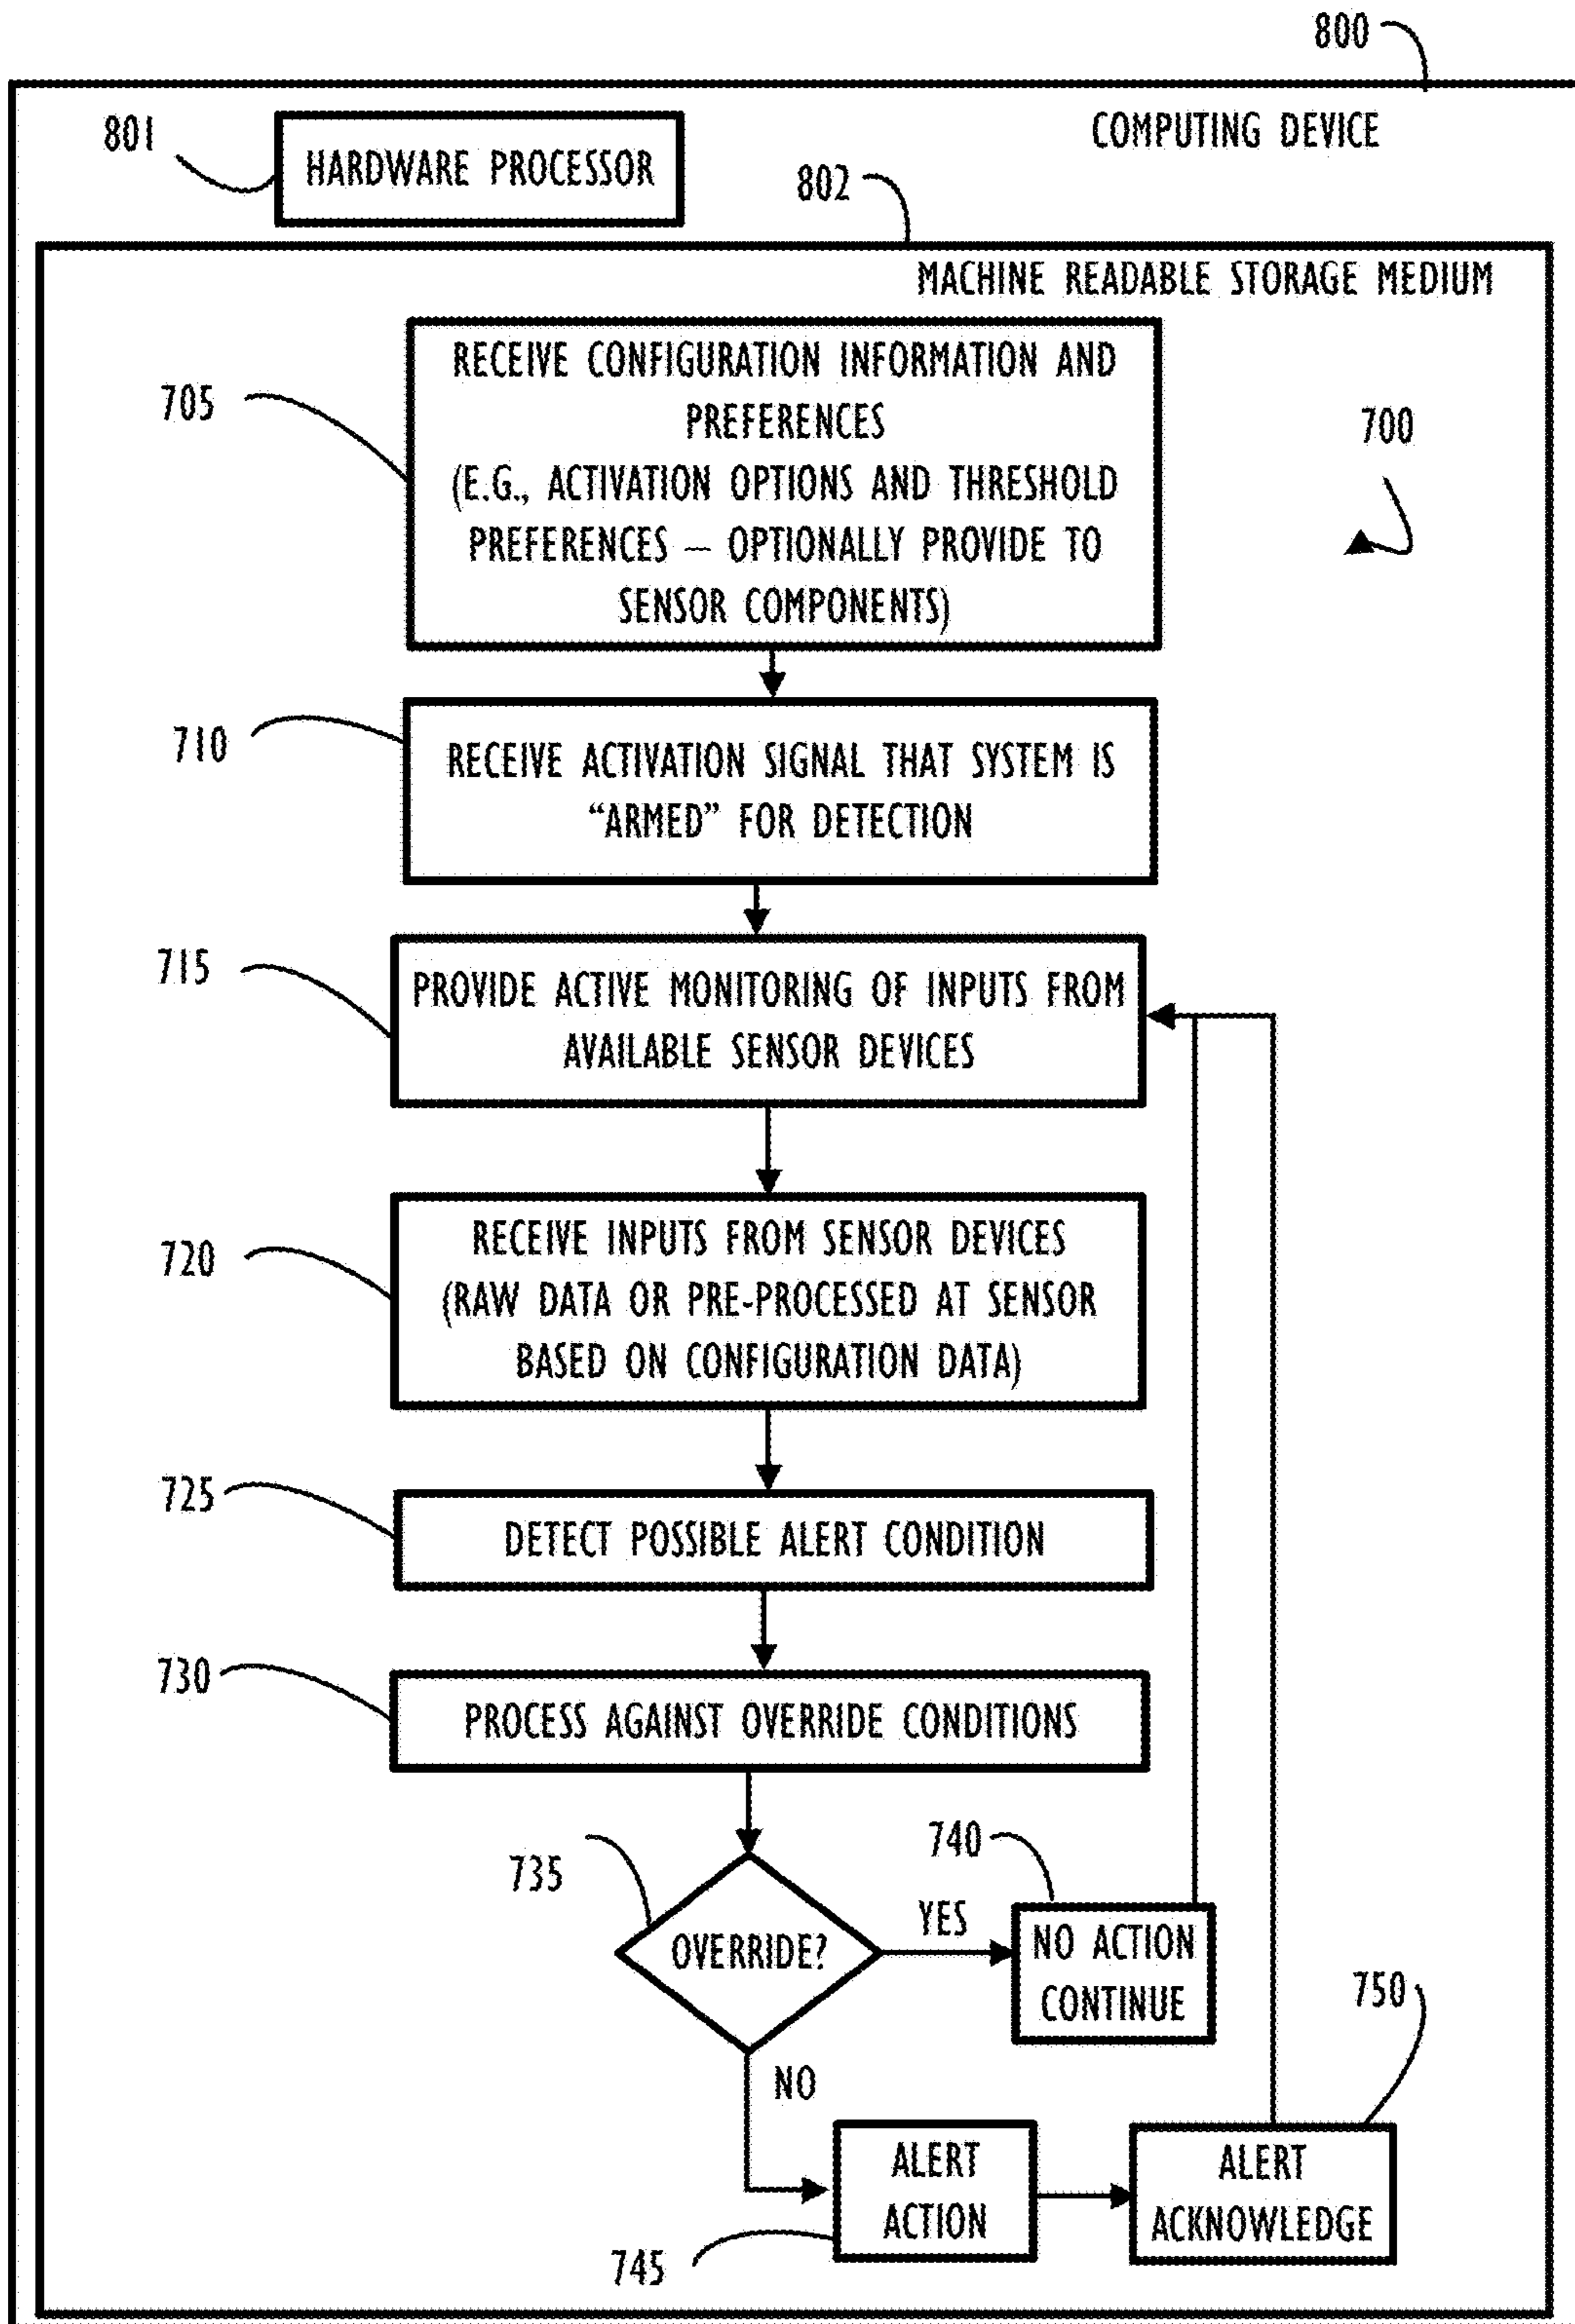 800
COMPUTING DEVICE
801
HARDWARE PROCESSOR
802
MACHINE READABLE STORAGE MEDIUM
705
RECEIVE CONFIGURATION INFORMATION AND
PREFERENCES
(E.G., ACTIVATION OPTIONS AND THRESHOLD
PREFERENCES – OPTIONALLY PROVIDE TO
SENSOR COMPONENTS)
700
710
RECEIVE ACTIVATION SIGNAL THAT SYSTEM IS
“ARMED” FOR DETECTION
715
PROVIDE ACTIVE MONITORING OF INPUTS FROM
AVAILABLE SENSOR DEVICES
720
RECEIVE INPUTS FROM SENSOR DEVICES
(RAW DATA OR PRE-PROCESSED AT SENSOR
BASED ON CONFIGURATION DATA)
725
DETECT POSSIBLE ALERT CONDITION
730
PROCESS AGAINST OVERRIDE CONDITIONS
735
OVERRIDE?
YES
740
NO ACTION
CONTINUE
NO
745
ALERT
ACTION
750
ALERT
ACKNOWLEDGE